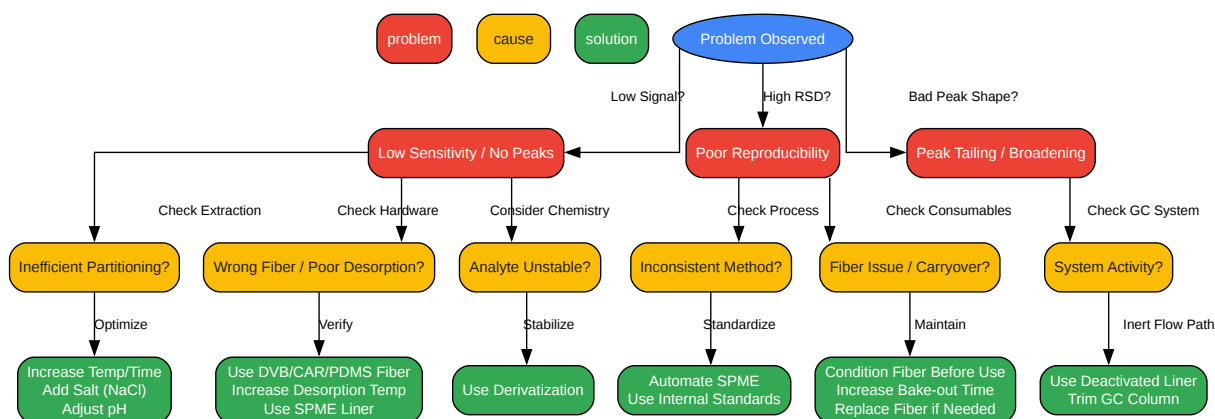 problem
cause
solution
Problem Observed
Low Signal?
High RSD?
Bad Peak Shape?
Low Sensitivity / No Peaks
Poor Reproducibility
Peak Tailing / Broadening
Check Extraction
Check Hardware
Consider Chemistry
Check Process
Check Consumables
Check GC System
Inefficient Partitioning?
Wrong Fiber / Poor Desorption?
Analyte Unstable?
Inconsistent Method?
Fiber Issue / Carryover?
System Activity?
Optimize
Verify
Stabilize
Standardize
Maintain
Inert Flow Path
Increase Temp/Time
Add Salt (NaCl)
Adjust pH
Use DVB/CAR/PDMS Fiber
Increase Desorption Temp
Use SPME Liner
Use Derivatization
Automate SPME
Use Internal Standards
Condition Fiber Before Use
Increase Bake-out Time
Replace Fiber if Needed
Use Deactivated Liner
Trim GC Column